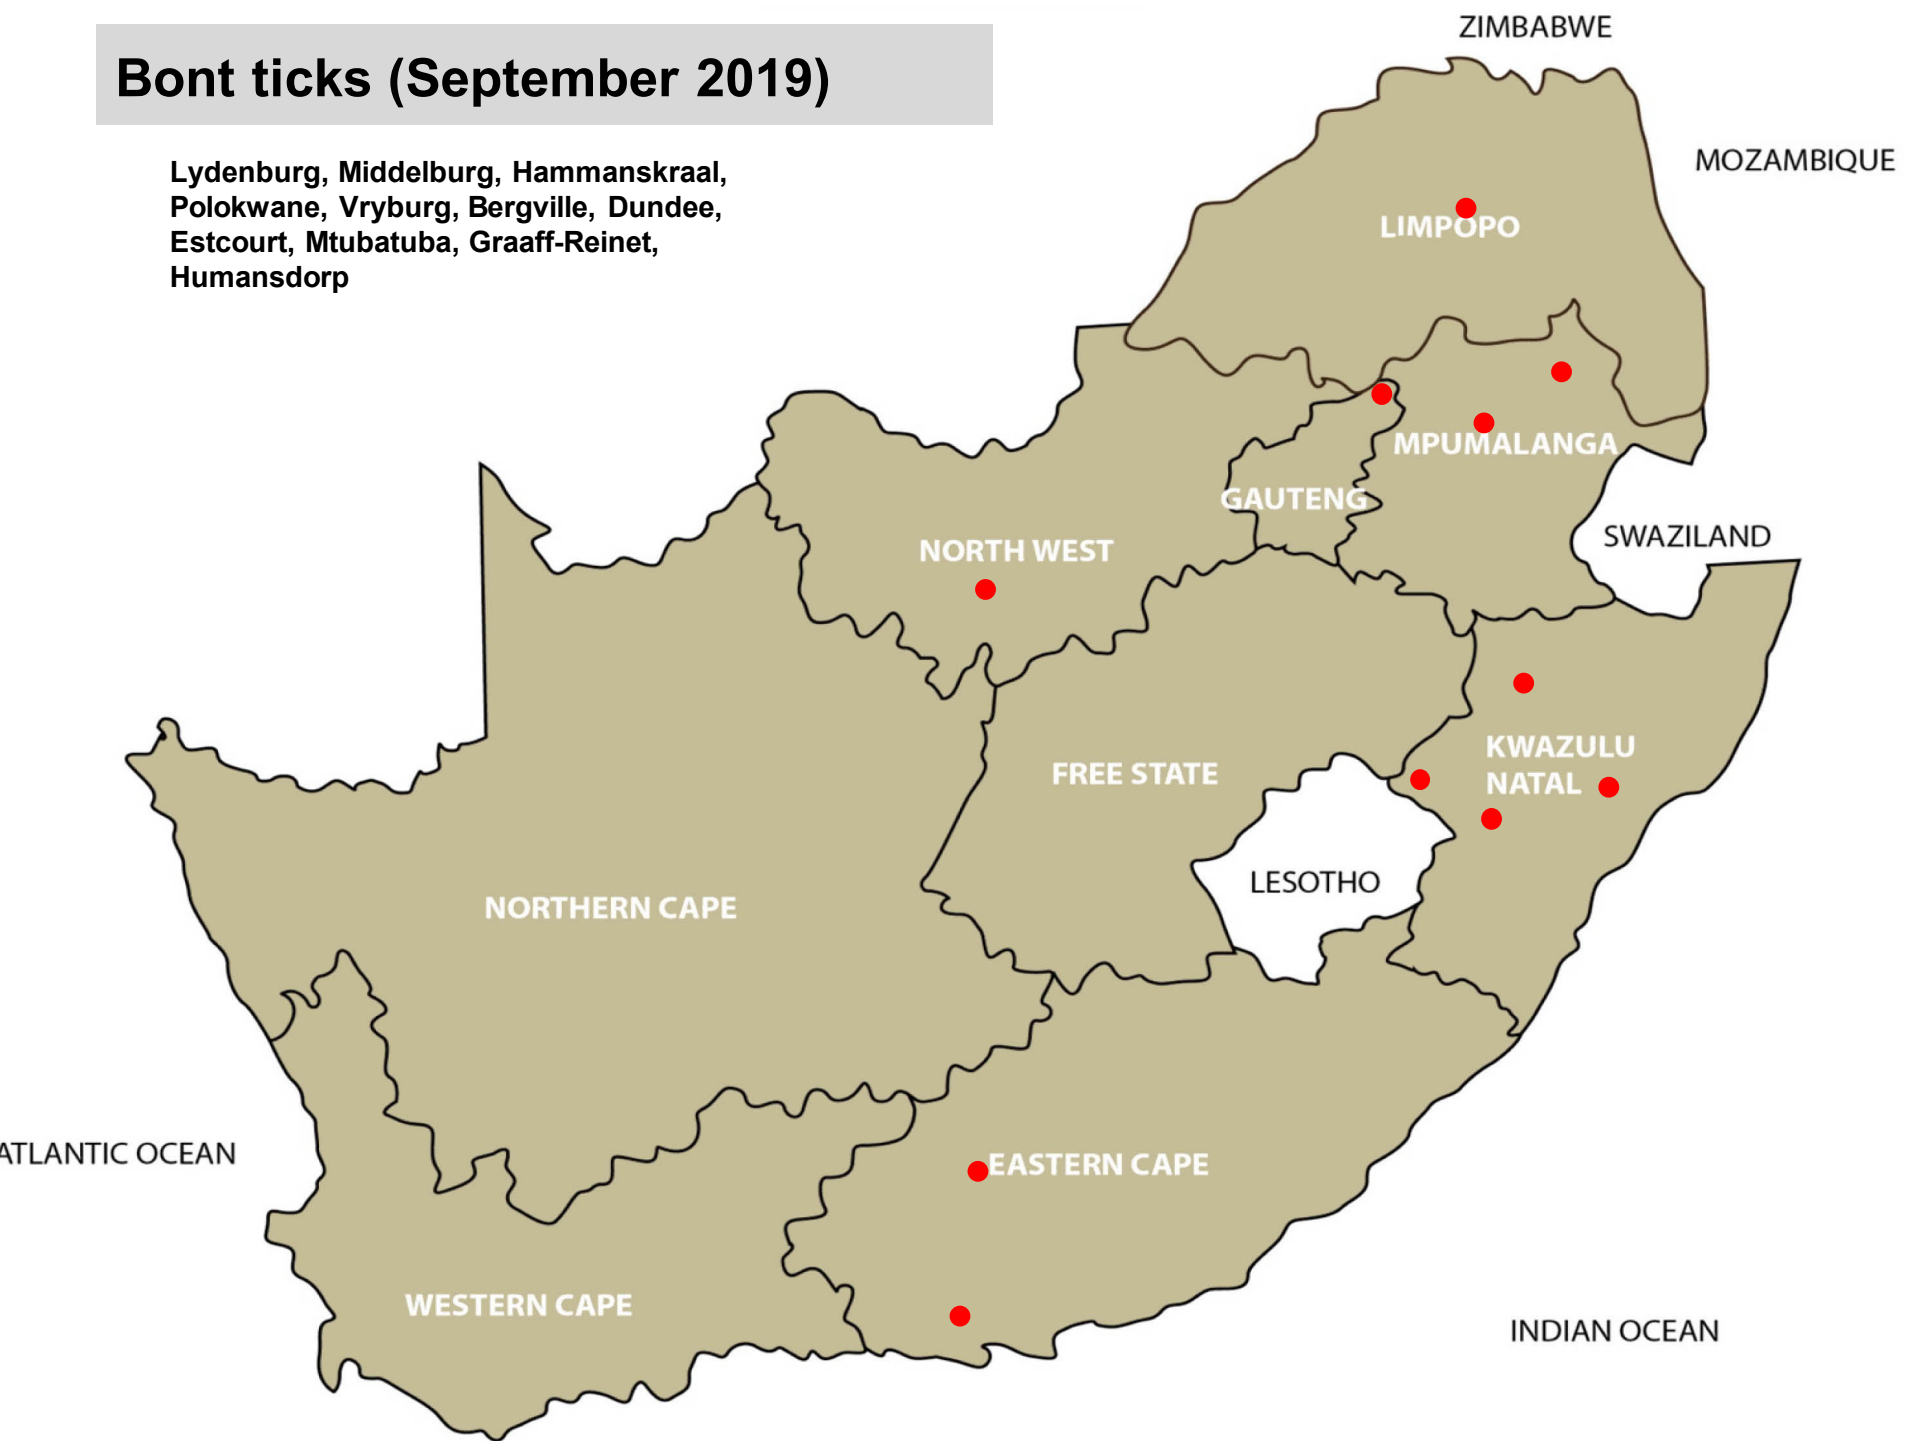 Bont ticks (September 2019)
Lydenburg, Middelburg, Hammanskraal,
Polokwane, Vryburg, Bergville, Dundee,
Estcourt, Mtubatuba, Graaff-Reinet,
Humansdorp
ZIMBABWE
MOZAMBIQUE
LIMPOPO
MPUMALANGA
GAUTENG
SWAZILAND
NORTH WEST
KWAZULU
NATAL
FREE STATE
LESOTHO
NORTHERN CAPE
ATLANTIC OCEAN
EASTERN CAPE
WESTERN CAPE
INDIAN OCEAN